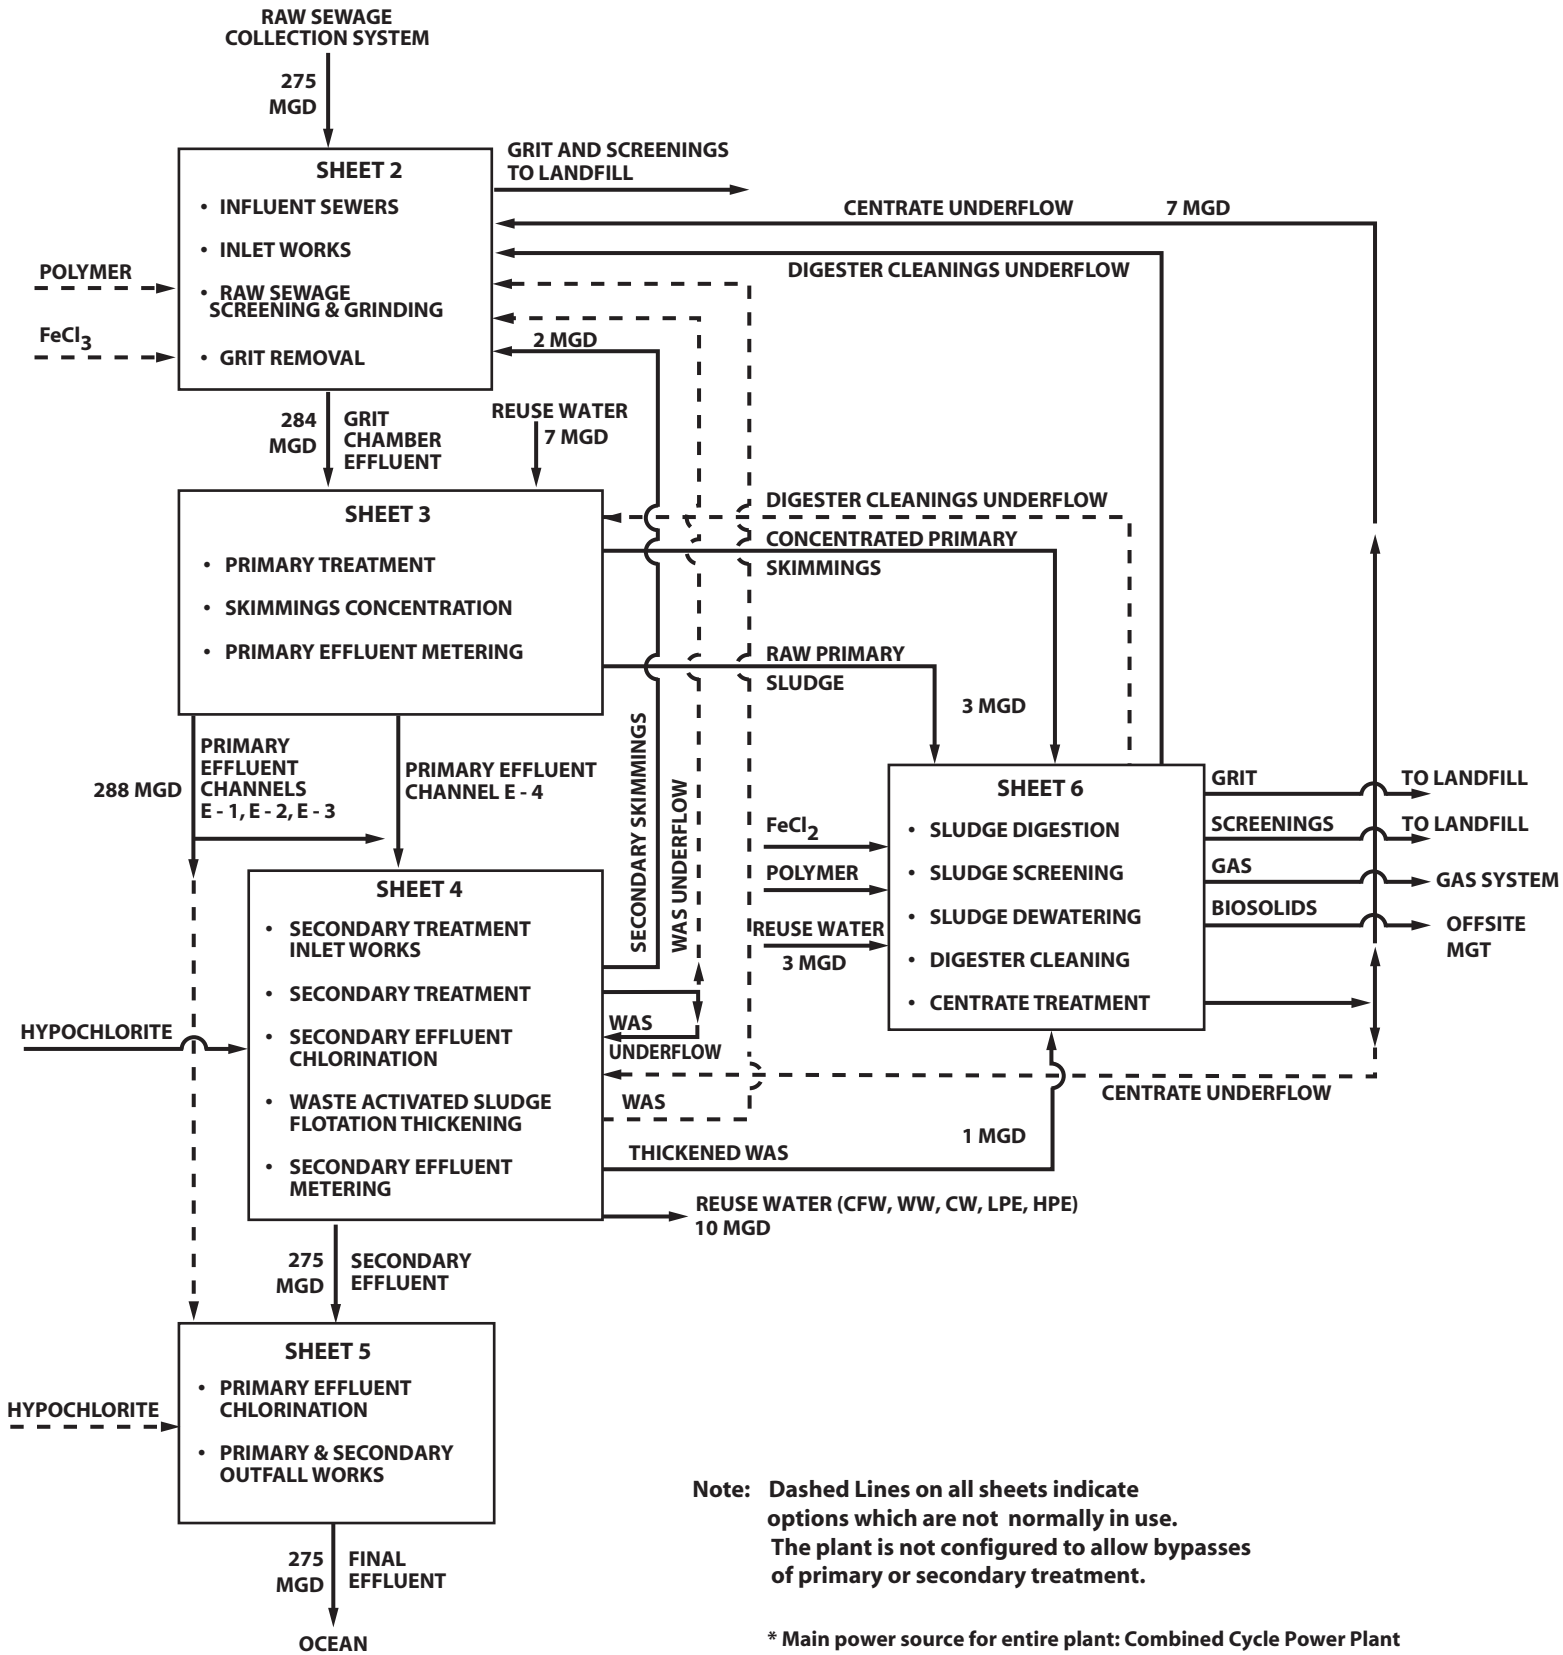 RAW SEWAGE
COLLECTION SYSTEM
275
MGD
SHEET 2
• INFLUENT SEWERS
• INLET WORKS
• RAW SEWAGE
SCREENING & GRINDING
• GRIT REMOVAL
GRIT AND SCREENINGS
TO LANDFILL
CENTRATE UNDERFLOW 7 MGD
DIGESTER CLEANINGS UNDERFLOW
POLYMER
FeCl3
2 MGD
284
MGD
GRIT
CHAMBER
EFFLUENT
REUSE WATER
7 MGD
SHEET 3
• PRIMARY TREATMENT
• SKIMMINGS CONCENTRATION
• PRIMARY EFFLUENT METERING
DIGESTER CLEANINGS UNDERFLOW
CONCENTRATED PRIMARY
SKIMMINGS
RAW PRIMARY
SLUDGE
3 MGD
288 MGD
PRIMARY
EFFLUENT
CHANNELS
E - 1, E - 2, E - 3
PRIMARY EFFLUENT
CHANNEL E - 4
SECONDARY SKIMMINGS
WAS UNDERFLOW
SHEET 6
• SLUDGE DIGESTION
• SLUDGE SCREENING
• SLUDGE DEWATERING
• DIGESTER CLEANING
• CENTRATE TREATMENT
FeCl2
POLYMER
REUSE WATER
3 MGD
GRIT
TO LANDFILL
SCREENINGS
TO LANDFILL
GAS
GAS SYSTEM
BIOSOLIDS
OFFSITE
MGT
SHEET 4
• SECONDARY TREATMENT
INLET WORKS
• SECONDARY TREATMENT
• SECONDARY EFFLUENT
CHLORINATION
• WASTE ACTIVATED SLUDGE
FLOTATION THICKENING
• SECONDARY EFFLUENT
METERING
HYPOCHLORITE
WAS
UNDERFLOW
CENTRATE UNDERFLOW
WAS
1 MGD
THICKENED WAS
REUSE WATER (CFW, WW, CW, LPE, HPE)
10 MGD
275
MGD
SECONDARY
EFFLUENT
SHEET 5
• PRIMARY EFFLUENT
CHLORINATION
• PRIMARY & SECONDARY
OUTFALL WORKS
HYPOCHLORITE
275
MGD
FINAL
EFFLUENT
OCEAN
Note: Dashed Lines on all sheets indicate
options which are not normally in use.
The plant is not configured to allow bypasses
of primary or secondary treatment.
* Main power source for entire plant: Combined Cycle Power Plant